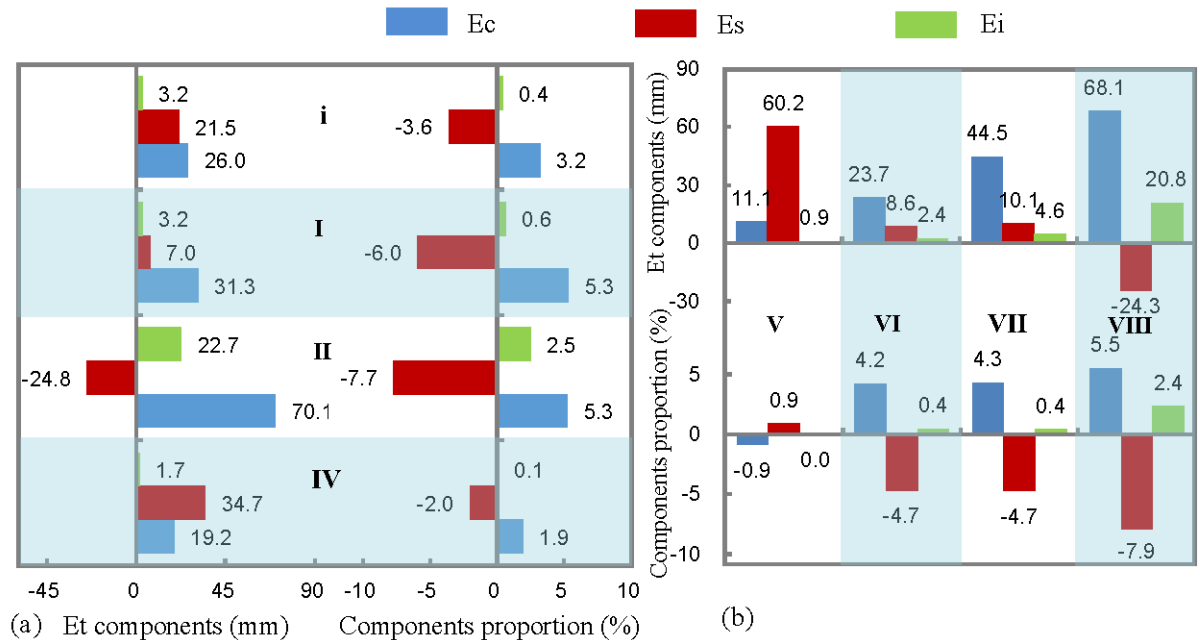 Ec Es Ei
3.2 0.4
i
21.5 -3.6
26.0 3.2
3.2 0.6
I
7.0 -6.0
31.3 5.3
22.7 2.5
II
-24.8 -7.7
70.1 5.3
1.7 0.1
IV
34.7 -2.0
19.2 1.9
-45 0 45 90 -10 -5 0 5 10
(a) Et components (mm) Components proportion (%)
Et components (mm)
90
60
30
0
-30
11.1 60.2 0.9
23.7 8.6 2.4
44.5 10.1 4.6
68.1 -24.3 20.8
V VI VII VIII
Components proportion (%)
5
0
-5
-10
-0.9 0.9 0.0
4.2 -4.7 0.4
4.3 -4.7 0.4
5.5 -7.9 2.4
(b)